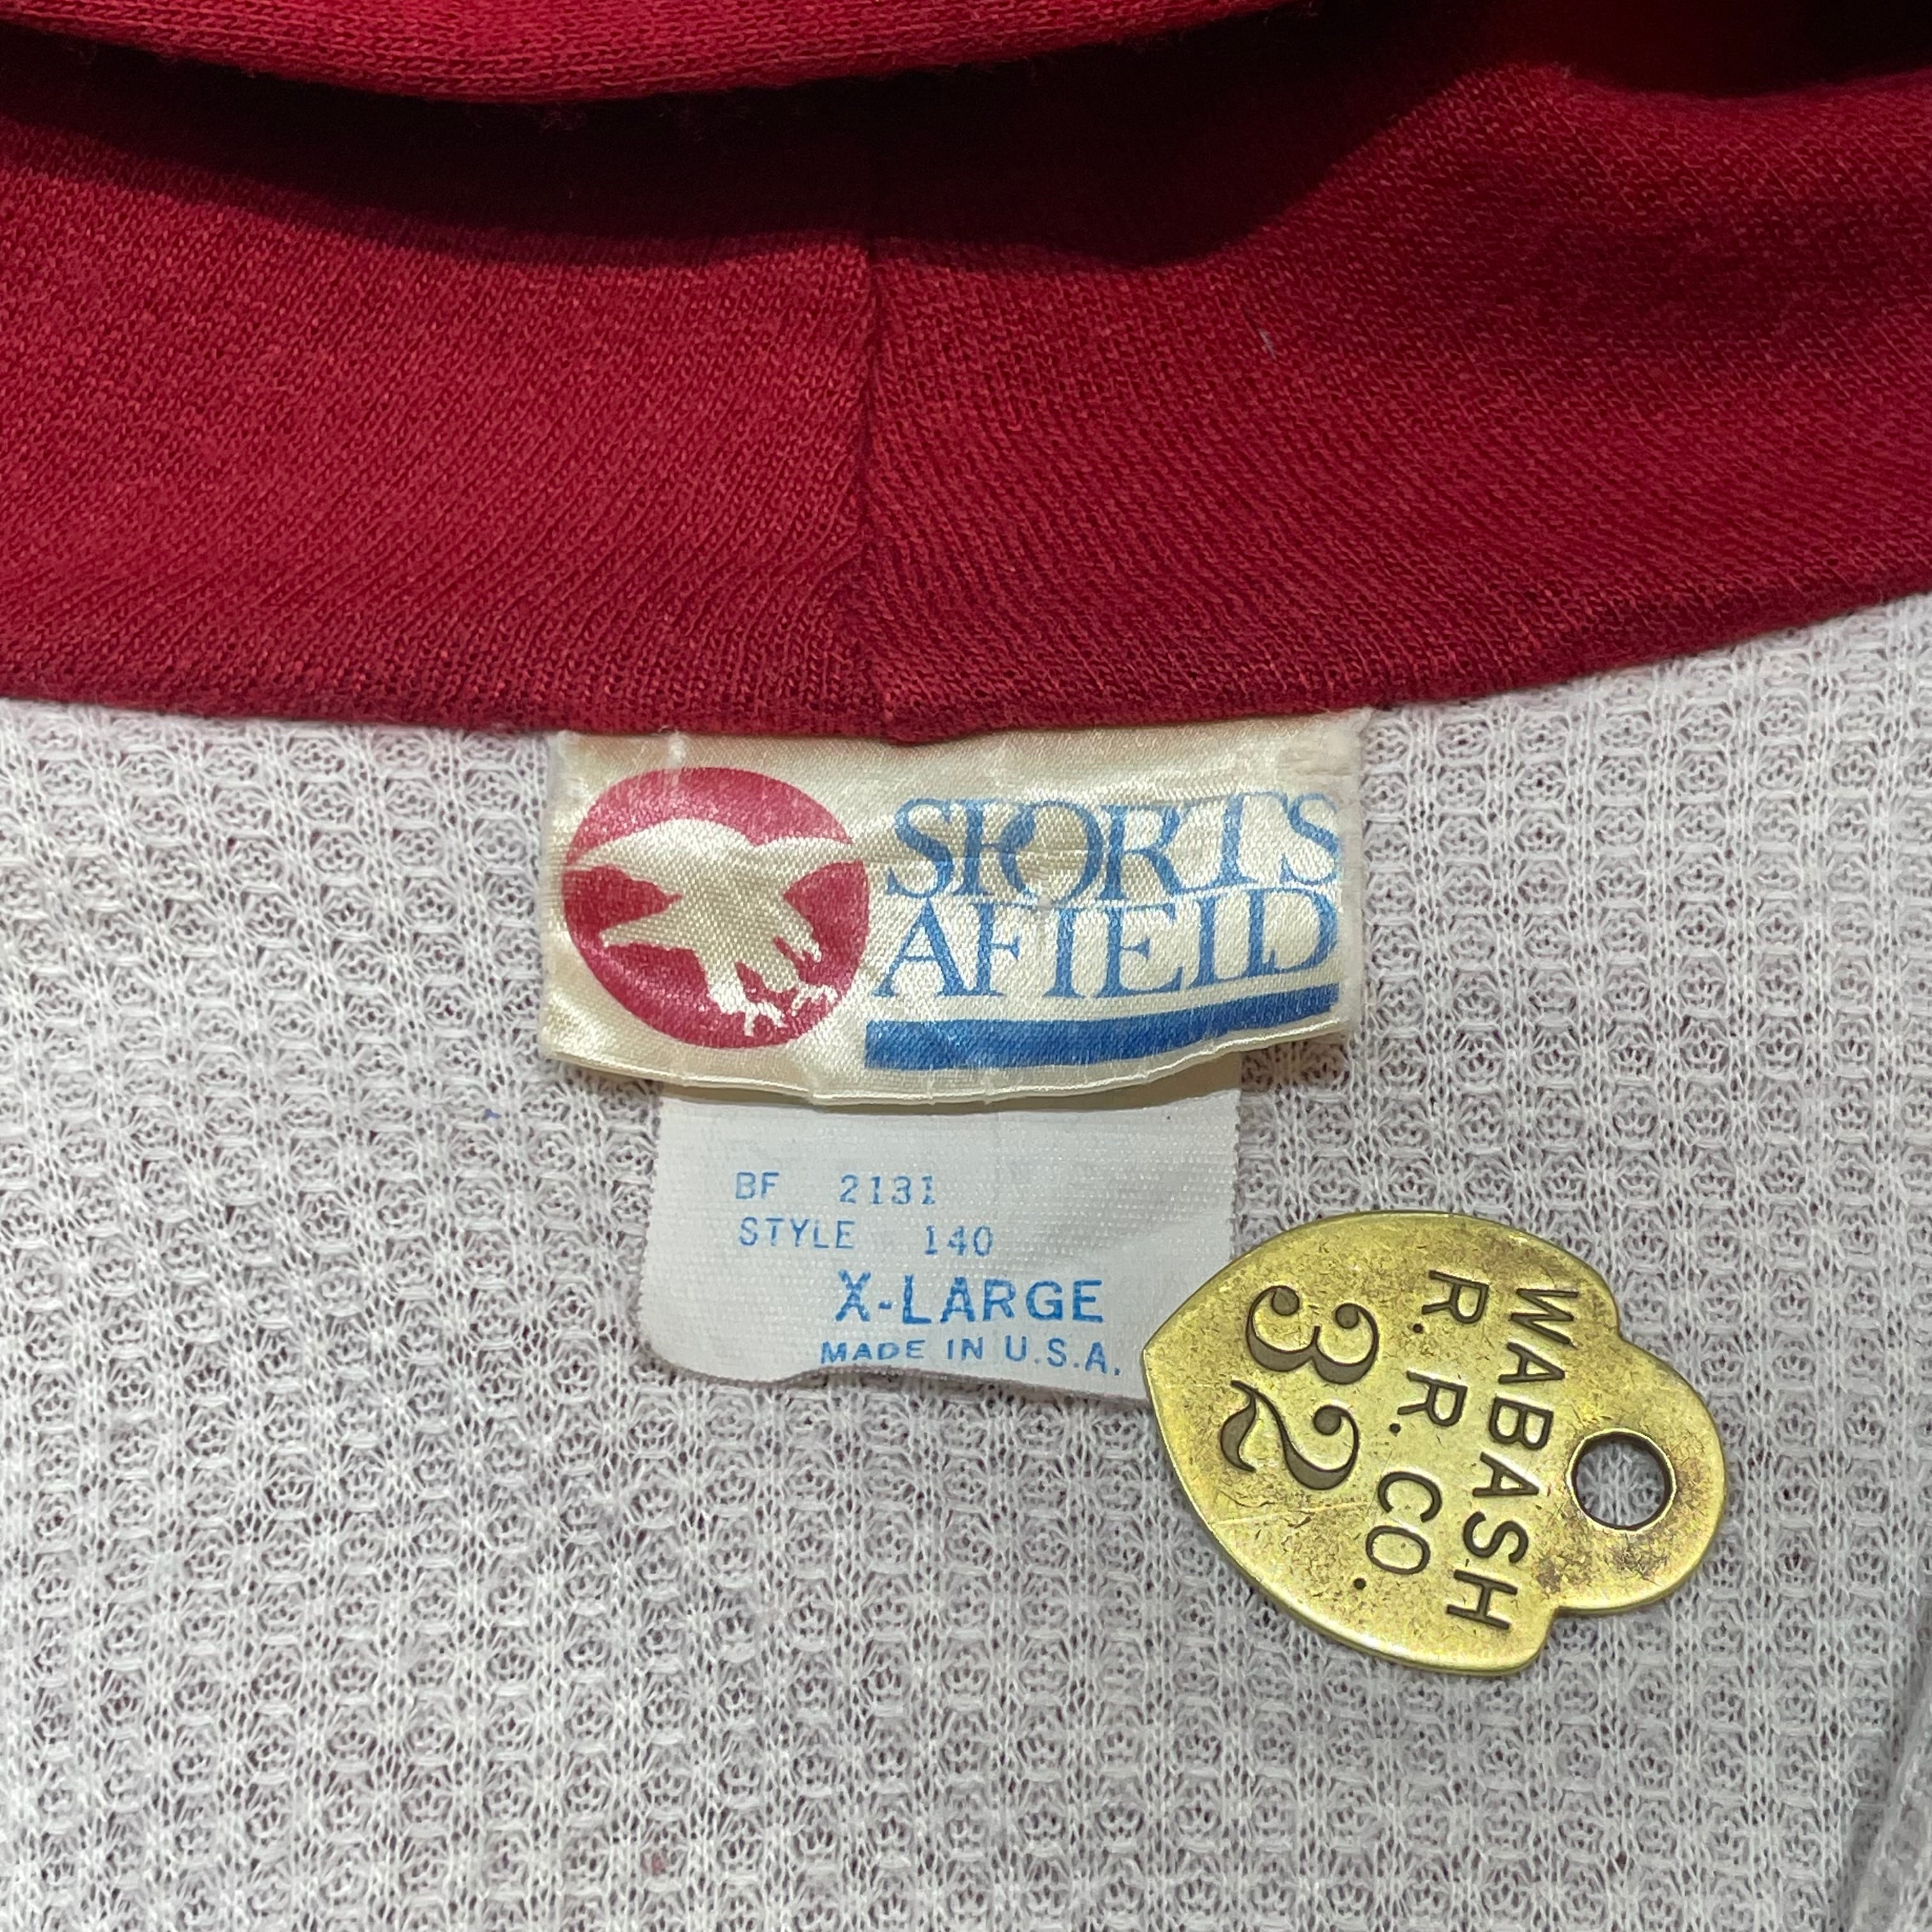 SPORTS
AFIELD
BF 2131
STYLE 140
X-LARGE
MADE IN U.S.A.
WABASH
R. R. CO.
32